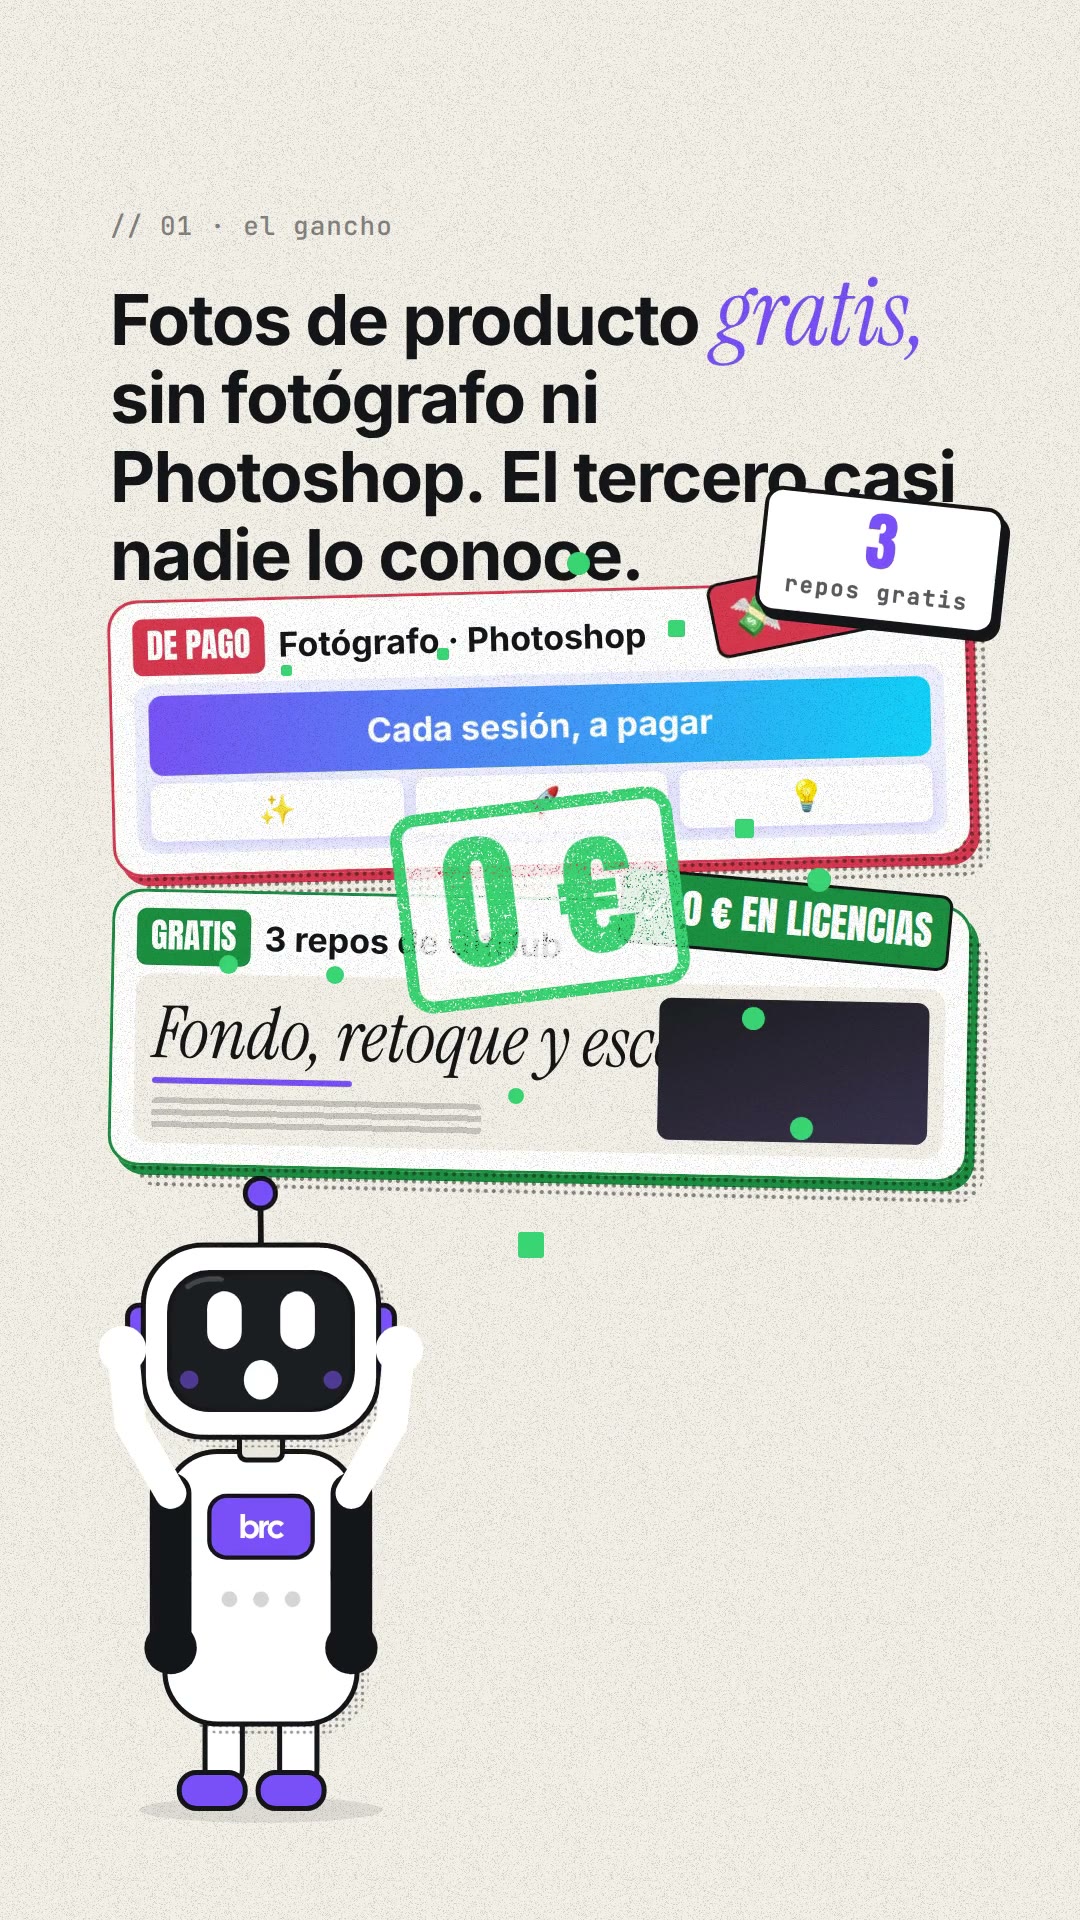 // 01 · el gancho
Fotos de producto gratis,
sin fotógrafo ni
Photoshop. El tercero casi
nadie lo conoce.
3
repos gratis
DE PAGO Fotógrafo · Photoshop
Cada sesión, a pagar
0 €
GRATIS 3 repos de
0 € EN LICENCIAS
Fondo, retoque y esc
brc